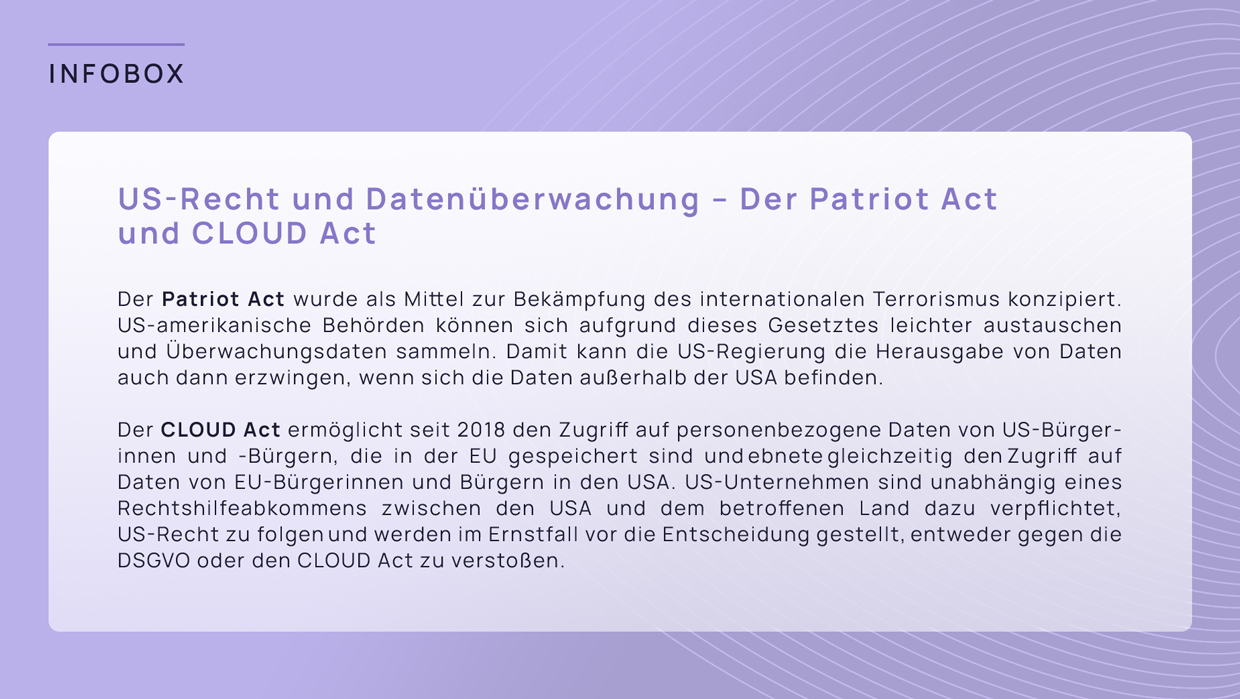 INFOBOX
US-Recht und Datenüberwachung – Der Patriot Act
und CLOUD Act
Der Patriot Act wurde als Mittel zur Bekämpfung des internationalen Terrorismus konzipiert.
US-amerikanische Behörden können sich aufgrund dieses Gesetztes leichter austauschen
und Überwachungsdaten sammeln. Damit kann die US-Regierung die Herausgabe von Daten
auch dann erzwingen, wenn sich die Daten außerhalb der USA befinden.
Der CLOUD Act ermöglicht seit 2018 den Zugriff auf personenbezogene Daten von US-Bürger-
innen und -Bürgern, die in der EU gespeichert sind und ebnete gleichzeitig den Zugriff auf
Daten von EU-Bürgerinnen und Bürgern in den USA. US-Unternehmen sind unabhängig eines
Rechtshilfeabkommens zwischen den USA und dem betroffenen Land dazu verpflichtet,
US-Recht zu folgen und werden im Ernstfall vor die Entscheidung gestellt, entweder gegen die
DSGVO oder den CLOUD Act zu verstoßen.